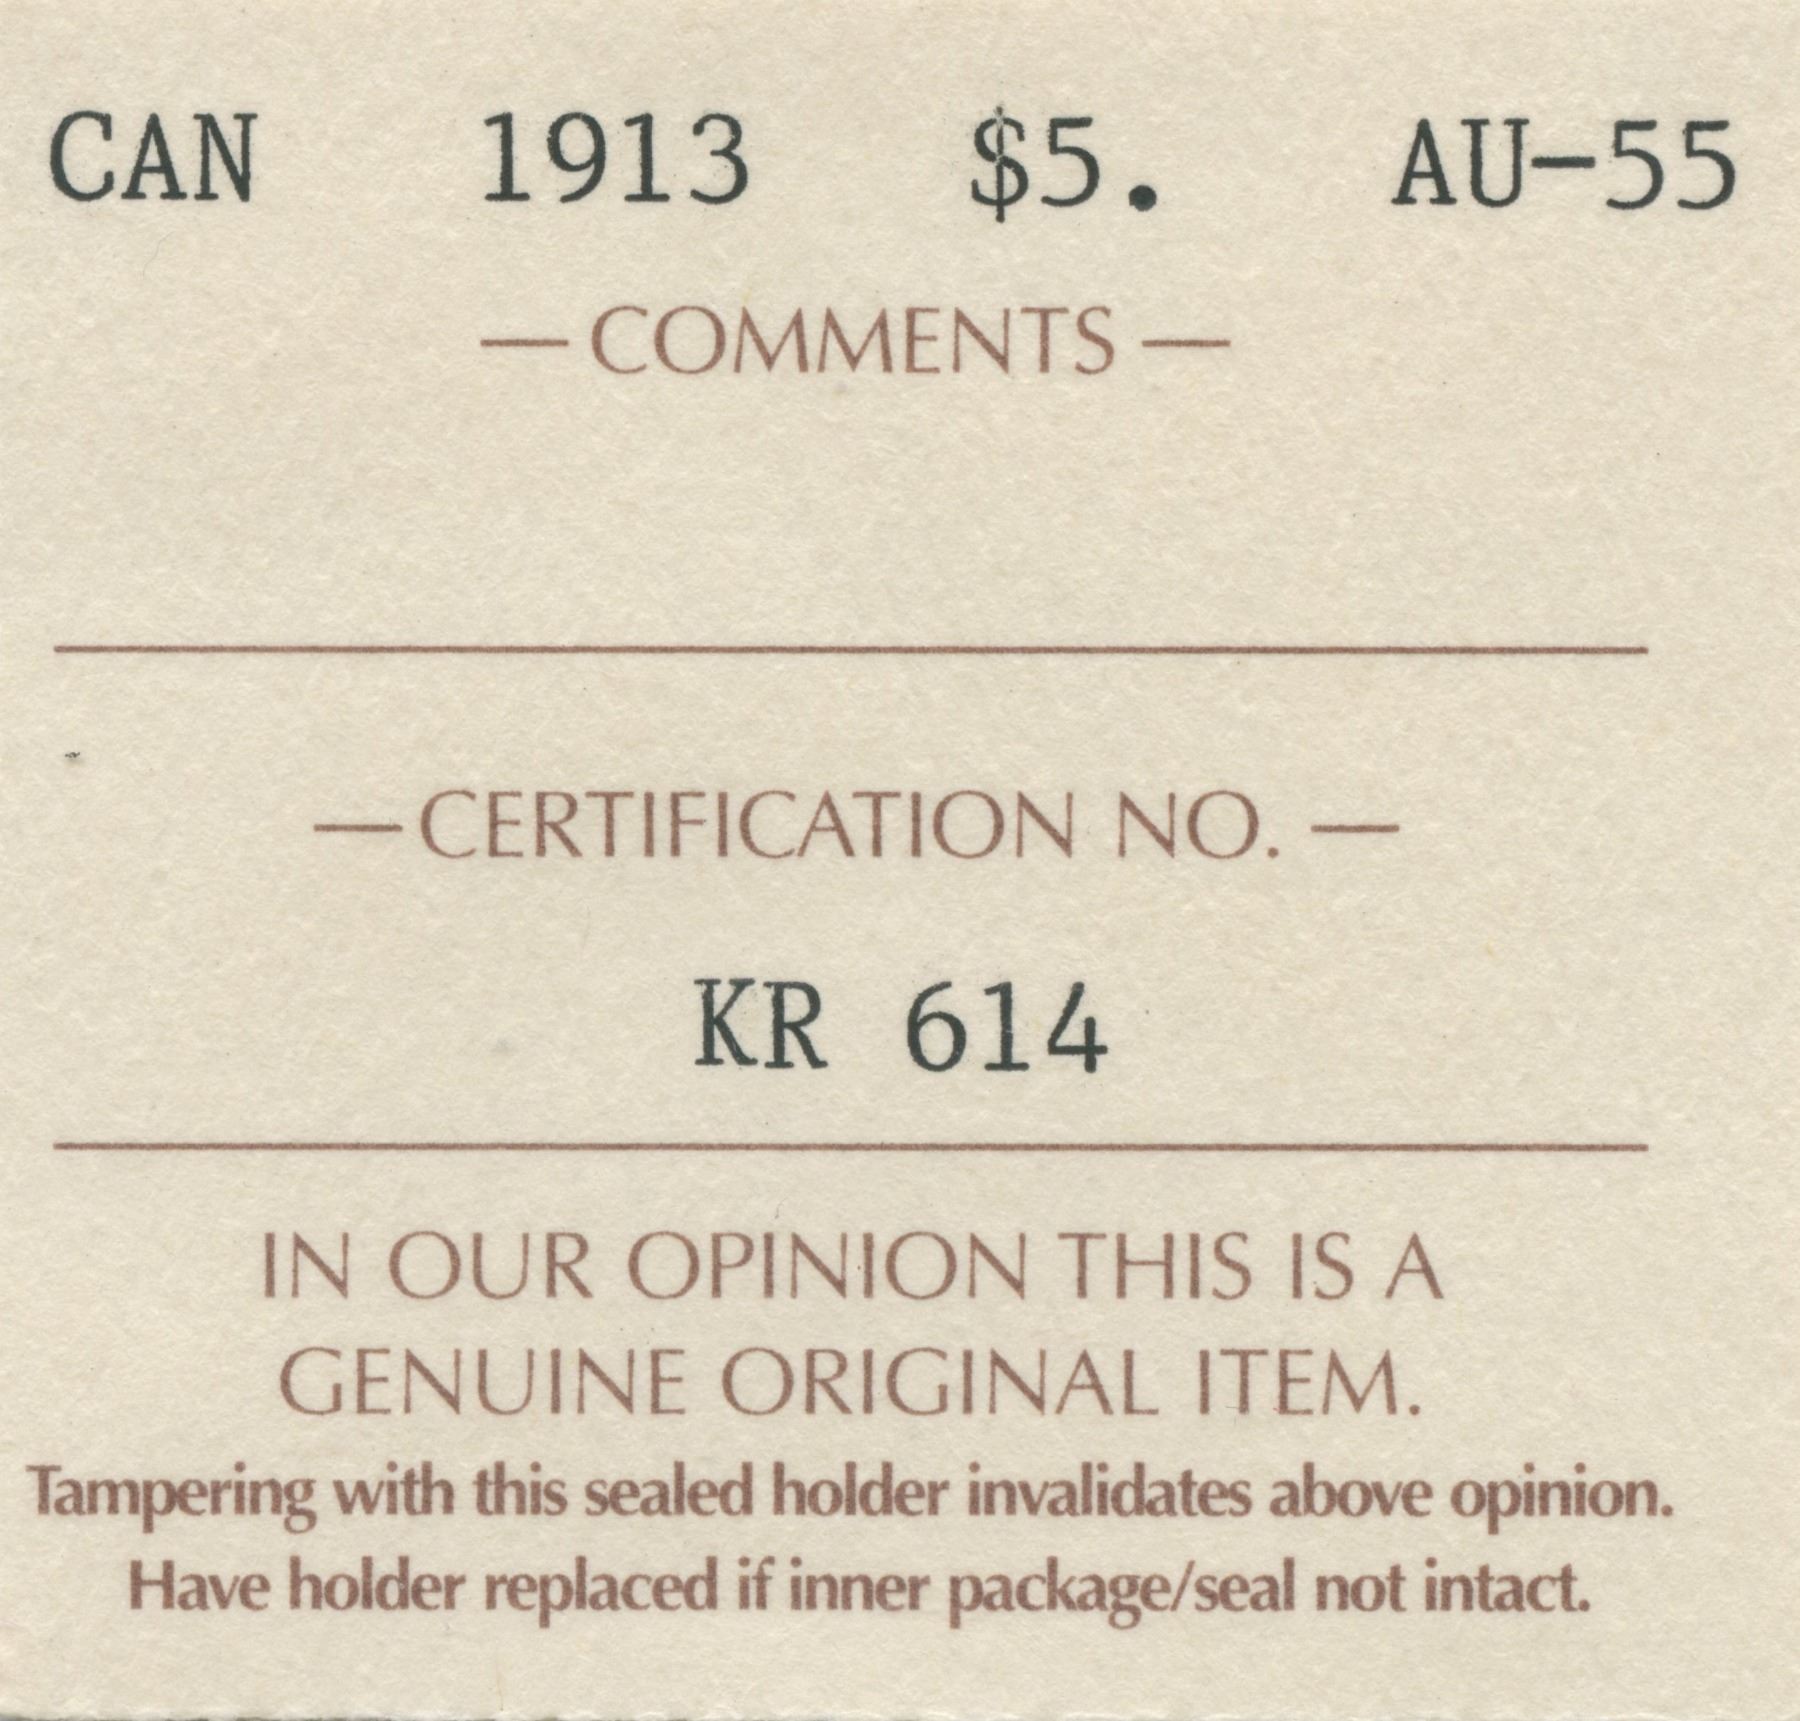 CAN 1913 $5. AU-55
— COMMENTS —
— CERTIFICATION NO. —
KR 614
IN OUR OPINION THIS IS A
GENUINE ORIGINAL ITEM.
Tampering with this sealed holder invalidates above opinion.
Have holder replaced if inner package/seal not intact.